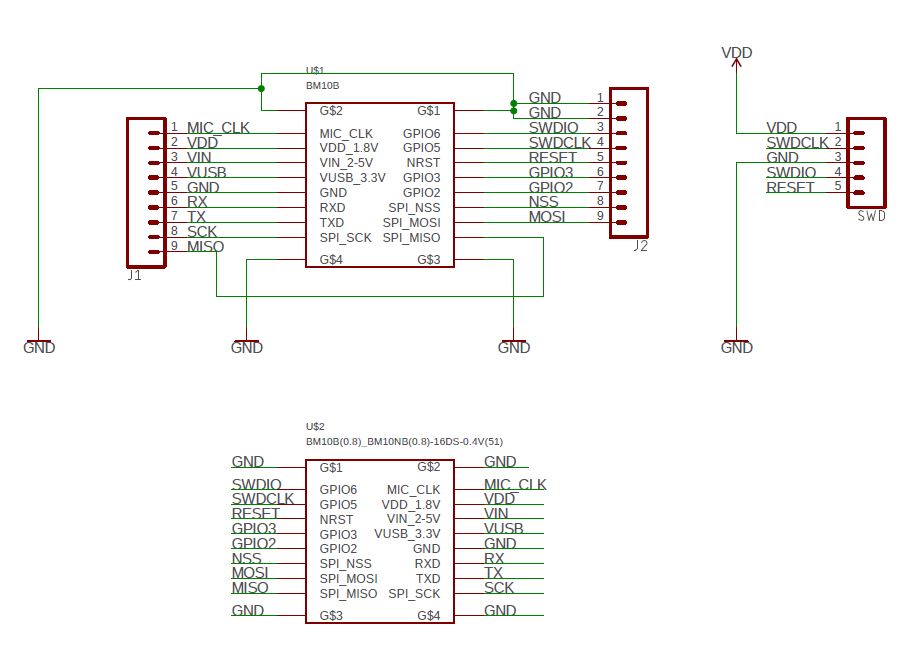 VDD
U$1
BM10B
G$2 G$1
GND 1
GND 2
1 MIC_CLK MIC_CLK GPIO6 SWDIO 3
2 VDD VDD_1.8V GPIO5 SWDCLK 4
3 VIN VIN_2-5V NRST RESET 5
4 VUSB VUSB_3.3V GPIO3 GPIO3 6
5 GND GND GPIO2 GPIO2 7
6 RX RXD SPI_NSS NSS 8
7 TX TXD SPI_MOSI MOSI 9
8 SCK SPI_SCK SPI_MISO
9 MISO
G$4 G$3
J1
J2
VDD 1
SWDCLK 2
GND 3
SWDIO 4
RESET 5
SWD
GND GND GND GND
U$2
BM10B(0.8)_BM10NB(0.8)-16DS-0.4V(51)
GND G$1 G$2 GND
SWDIO GPIO6 MIC_CLK MIC_CLK
SWDCLK GPIO5 VDD_1.8V VDD
RESET NRST VIN_2-5V VIN
GPIO3 GPIO3 VUSB_3.3V VUSB
GPIO2 GPIO2 GND GND
NSS SPI_NSS RXD RX
MOSI SPI_MOSI TXD TX
MISO SPI_MISO SPI_SCK SCK
GND G$3 G$4 GND